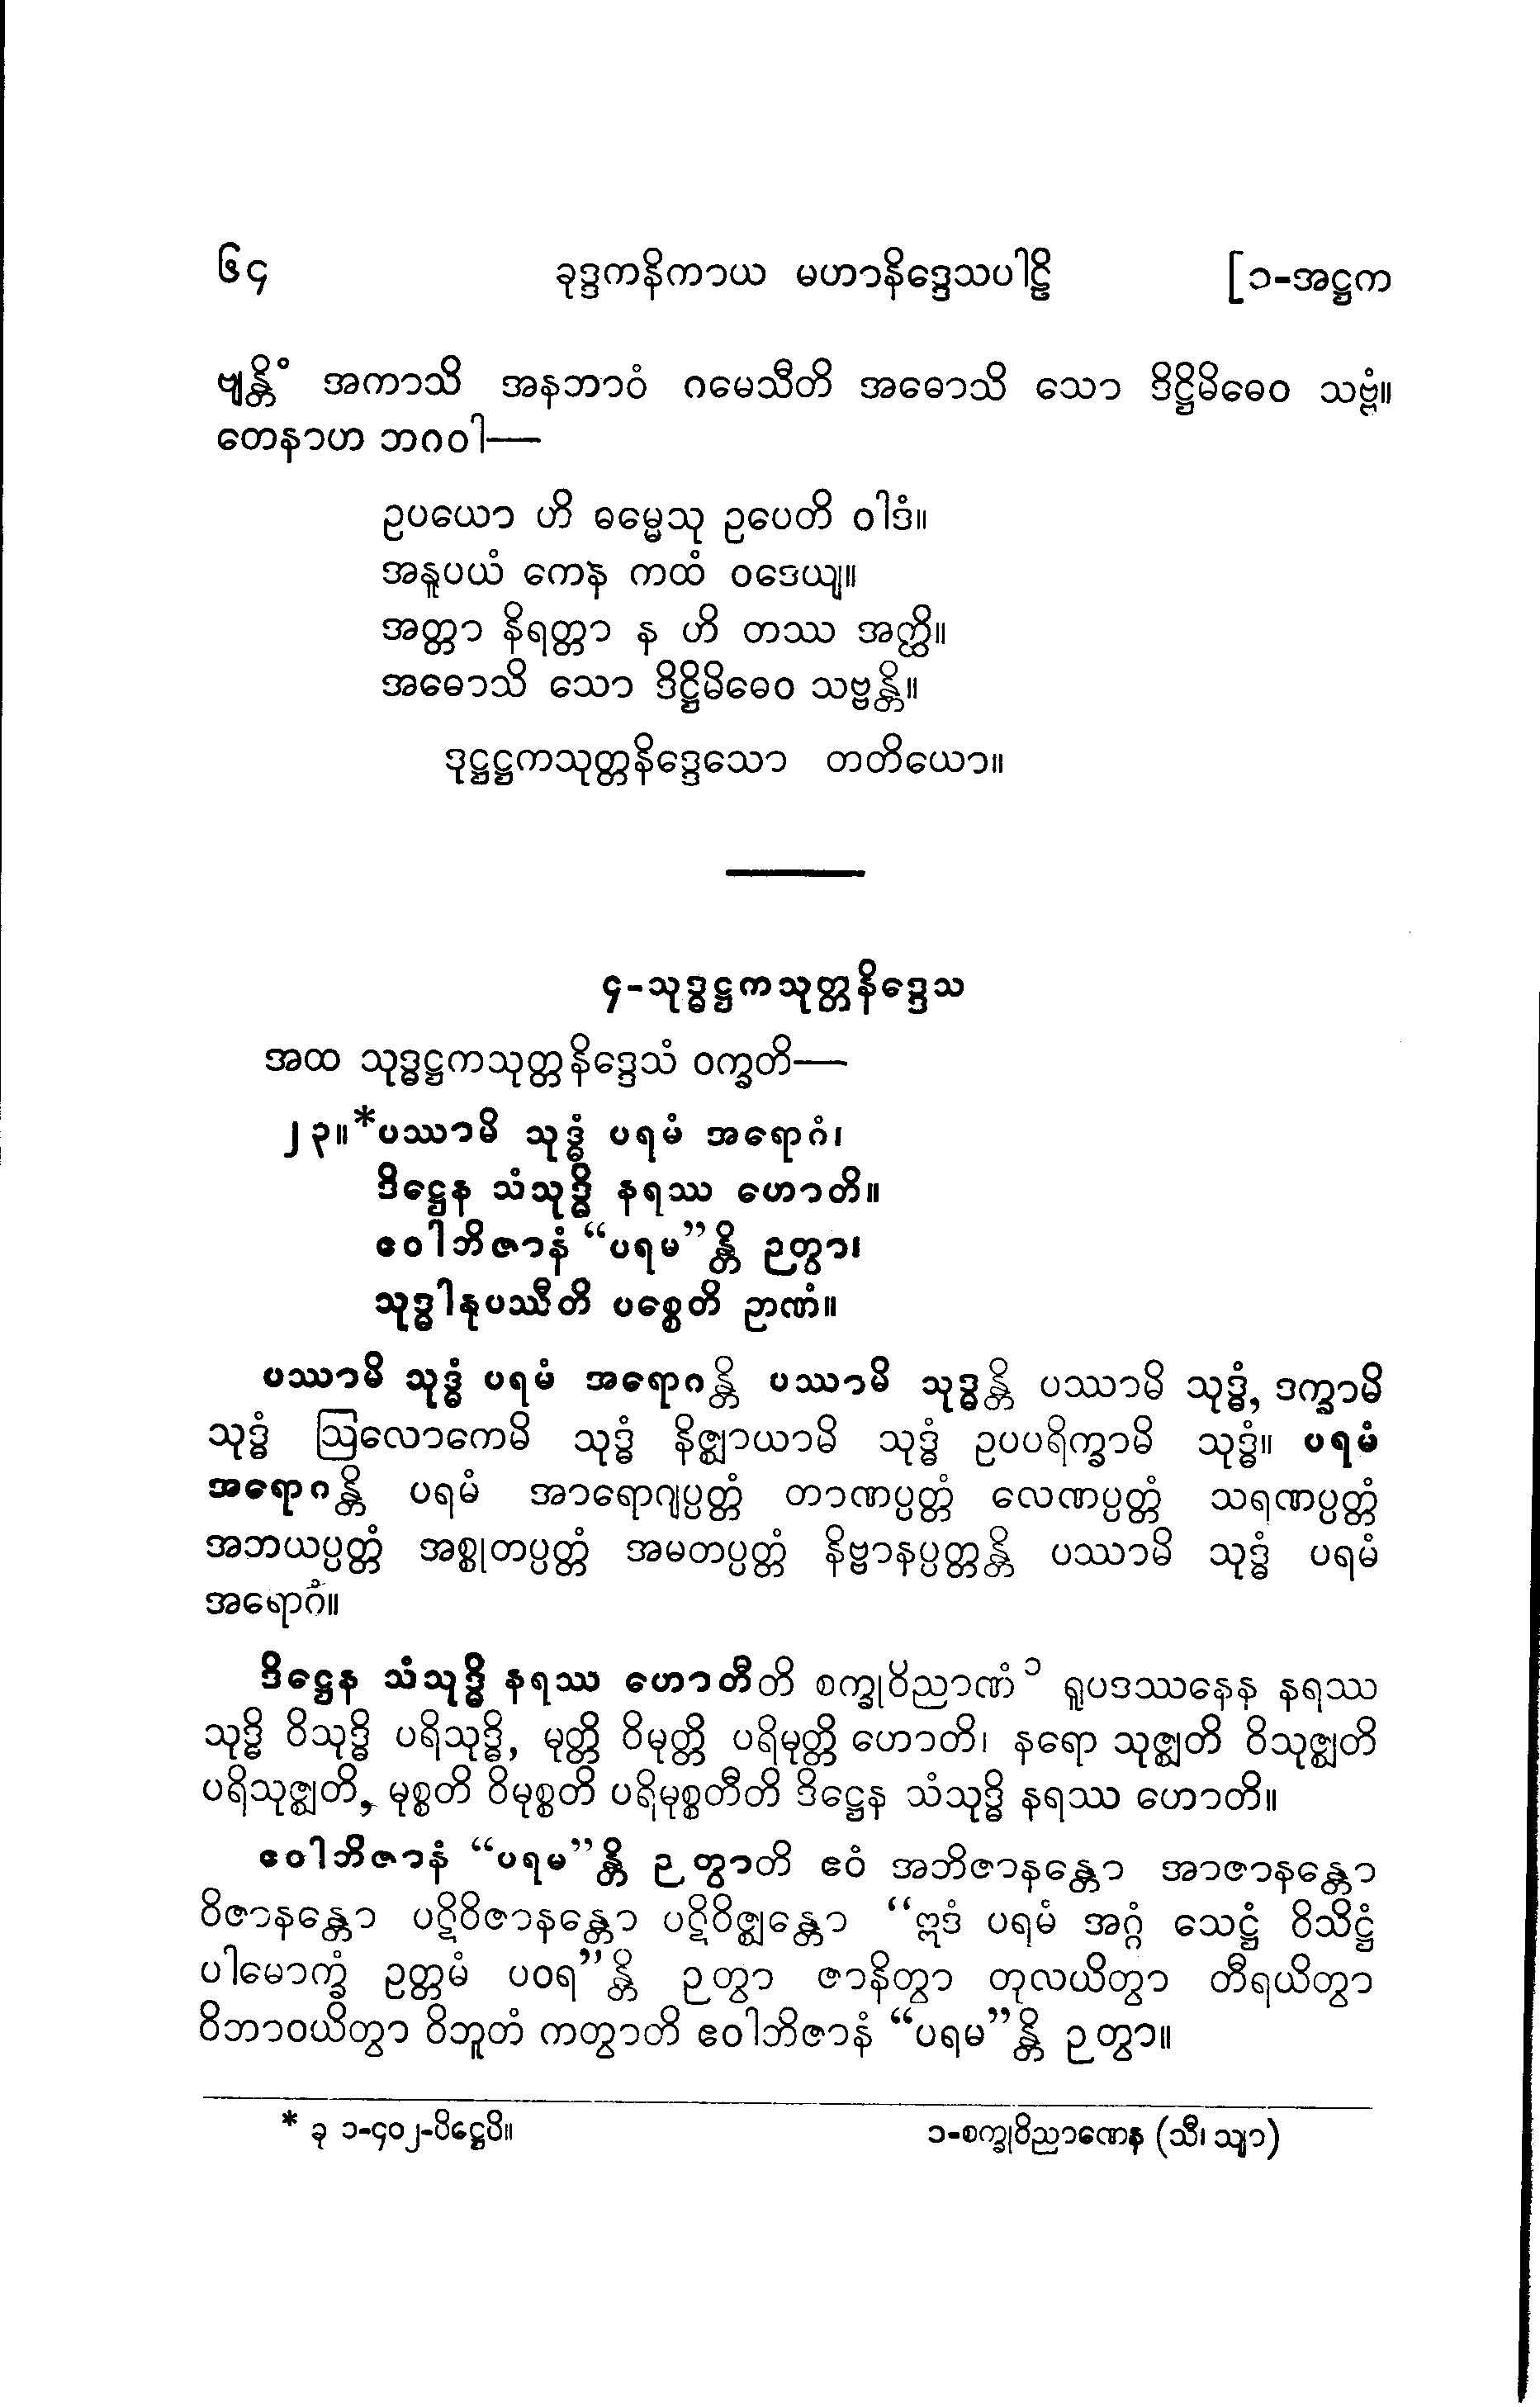 ၆၄ ခုဒ္ဒကနိကာယ မဟာနိဒ္ဒေသပါဠိ [၁-အဋ္ဌက
ဗျန္တိံ အကာသိ အနဘာဝံ ဂမေသီတိ အဓောသိ သော ဒိဋ္ဌိမိဓေဝ သဗ္ဗံ။
တေနာဟ ဘဂဝါ—
ဥပယော ဟိ ဓမ္မေသု ဥပေတိ ဝါဒံ။
အနူပယံ ကေန ကထံ ဝဒေယျ။
အတ္တာ နိရတ္တာ န ဟိ တဿ အတ္ထိ။
အဓောသိ သော ဒိဋ္ဌိမိဓေဝ သဗ္ဗန္တိ။
ဒုဋ္ဌဋ္ဌကသုတ္တနိဒ္ဒေသော တတိယော။
၄-သုဒ္ဓဋ္ဌကသုတ္တနိဒ္ဒေသ
အထ သုဒ္ဓဋ္ဌကသုတ္တနိဒ္ဒေသံ ဝက္ခတိ—
၂၃။*ပဿာမိ သုဒ္ဓံ ပရမံ အရောဂံ၊
ဒိဋ္ဌေန သံသုဒ္ဓိ နရဿ ဟောတိ။
ဧဝါဘိဇာနံ “ပရမ”န္တိ ဉတွာ၊
သုဒ္ဓါနုပဿီတိ ပစ္စေတိ ဉာဏံ။
ပဿာမိ သုဒ္ဓံ ပရမံ အရောဂန္တိ ပဿာမိ သုဒ္ဓန္တိ ပဿာမိ သုဒ္ဓံ, ဒက္ခာမိ
သုဒ္ဓံ ဩလောကေမိ သုဒ္ဓံ နိဇ္ဈာယာမိ သုဒ္ဓံ ဥပပရိက္ခာမိ သုဒ္ဓံ။ ပရမံ
အရောဂန္တိ ပရမံ အာရောဂျပ္ပတ္တံ တာဏပ္ပတ္တံ လေဏပ္ပတ္တံ သရဏပ္ပတ္တံ
အဘယပ္ပတ္တံ အစ္စုတပ္ပတ္တံ အမတပ္ပတ္တံ နိဗ္ဗာနပ္ပတ္တန္တိ ပဿာမိ သုဒ္ဓံ ပရမံ
အရောဂံ။
ဒိဋ္ဌေန သံသုဒ္ဓိ နရဿ ဟောတီတိ စက္ခုဝိညာဏံ ၁ ရူပဒဿနေန နရဿ
သုဒ္ဓိ ဝိသုဒ္ဓိ ပရိသုဒ္ဓိ, မုတ္တိ ဝိမုတ္တိ ပရိမုတ္တိ ဟောတိ၊ နရော သုဇ္ဈတိ ဝိသုဇ္ဈတိ
ပရိသုဇ္ဈတိ, မုစ္စတိ ဝိမုစ္စတိ ပရိမုစ္စတီတိ ဒိဋ္ဌေန သံသုဒ္ဓိ နရဿ ဟောတိ။
ဧဝါဘိဇာနံ “ပရမ”န္တိ ဉတွာတိ ဧဝံ အဘိဇာနန္တော အာဇာနန္တော
ဝိဇာနန္တော ပဋိဝိဇာနန္တော ပဋိဝိဇ္ဈန္တော “ဣဒံ ပရမံ အဂ္ဂံ သေဋ္ဌံ ဝိသိဋ္ဌံ
ပါမောက္ခံ ဥတ္တမံ ပဝရ”န္တိ ဉတွာ ဇာနိတွာ တုလယိတွာ တီရယိတွာ
ဝိဘာဝယိတွာ ဝိဘူတံ ကတွာတိ ဧဝါဘိဇာနံ “ပရမ”န္တိ ဉတွာ။
* ခု ၁-၄၀၂-ပိဋ္ဌေပိ။ ၁-စက္ခုဝိညာဏေန (သီ၊ သျာ)